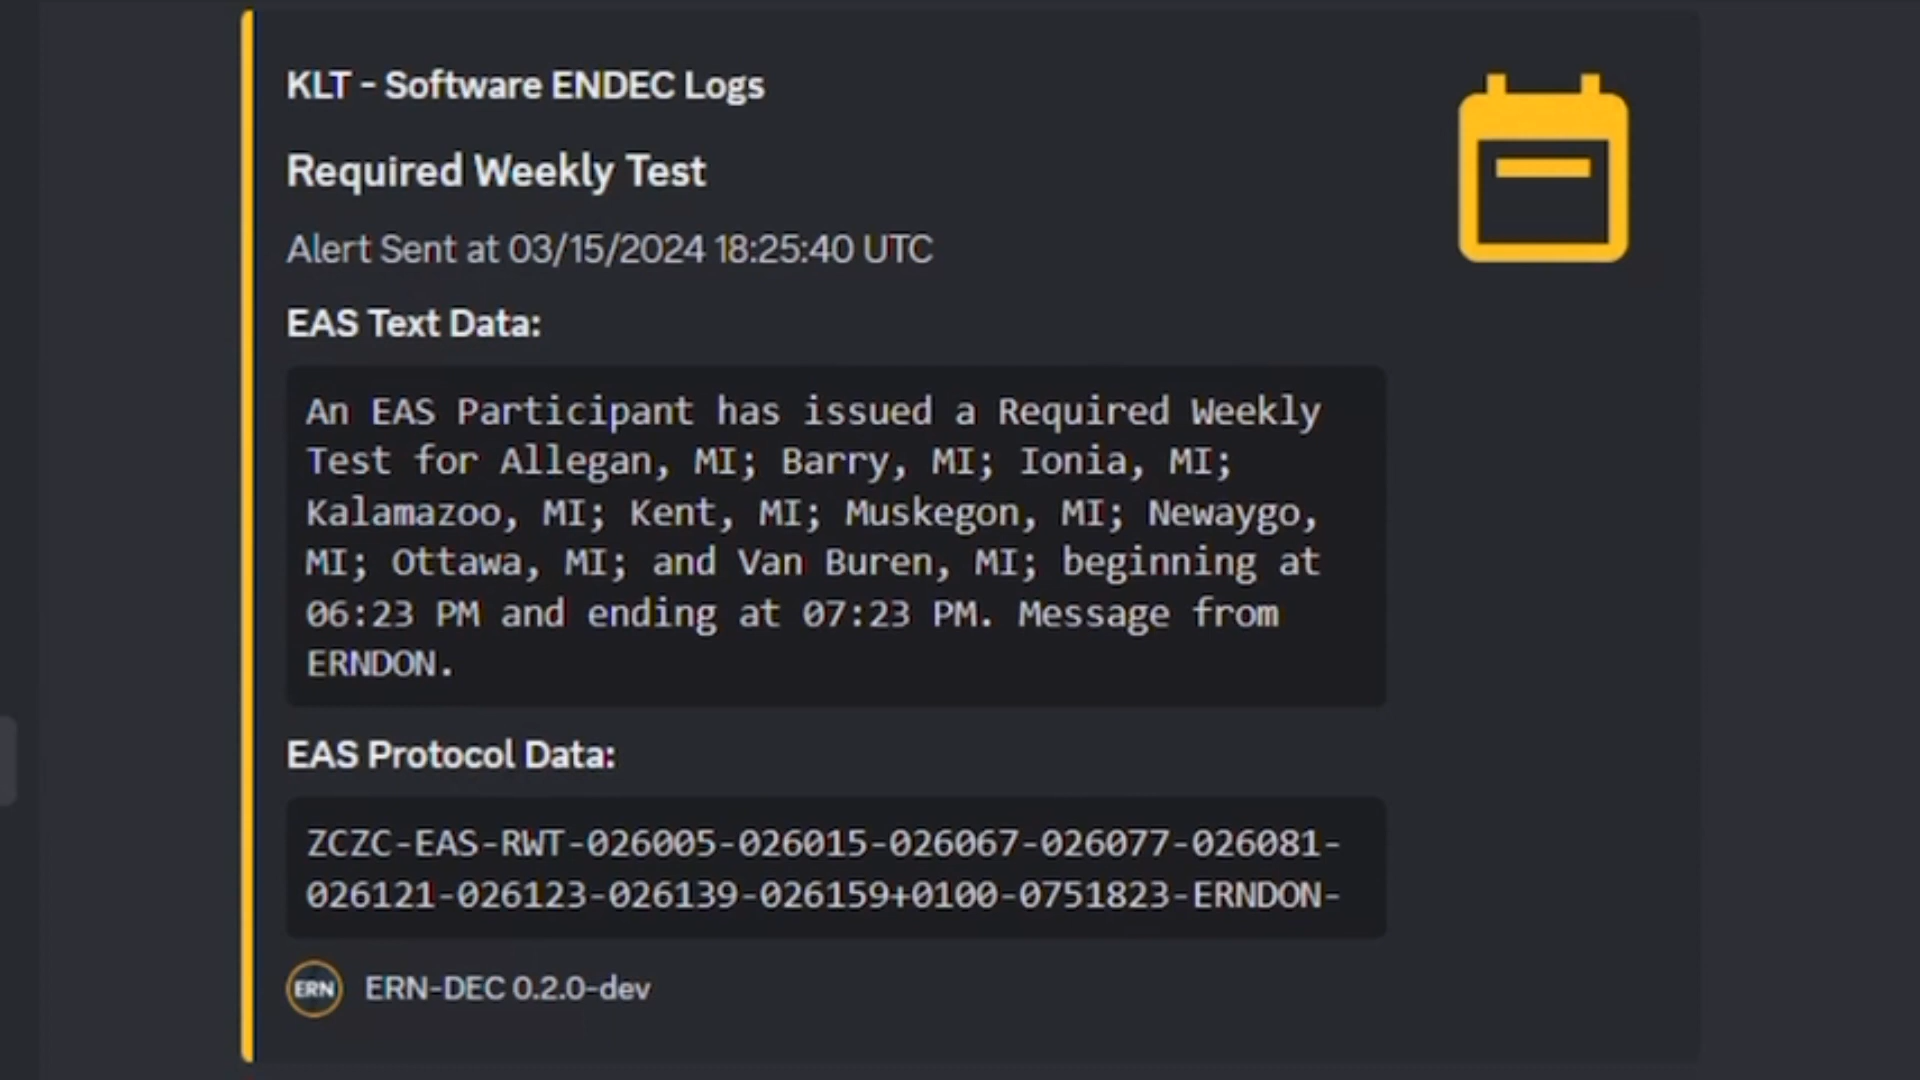 KLT - Software ENDEC Logs
Required Weekly Test
Alert Sent at 03/15/2024 18:25:40 UTC
EAS Text Data:
An EAS Participant has issued a Required Weekly
Test for Allegan, MI; Barry, MI; Ionia, MI;
Kalamazoo, MI; Kent, MI; Muskegon, MI; Newaygo,
MI; Ottawa, MI; and Van Buren, MI; beginning at
06:23 PM and ending at 07:23 PM. Message from
ERNDON.
EAS Protocol Data:
ZCZC-EAS-RWT-026005-026015-026067-026077-026081-
026121-026123-026139-026159+0100-0751823-ERNDON-
ERN ERN-DEC 0.2.0-dev